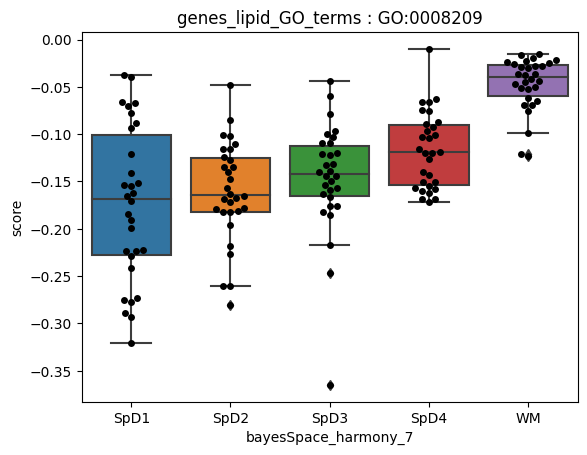 genes_lipid_GO_terms : GO:0008209
0.00
−0.05
−0.10
−0.15
−0.20
−0.25
−0.30
−0.35
score
SpD1 SpD2 SpD3 SpD4 WM
bayesSpace_harmony_7